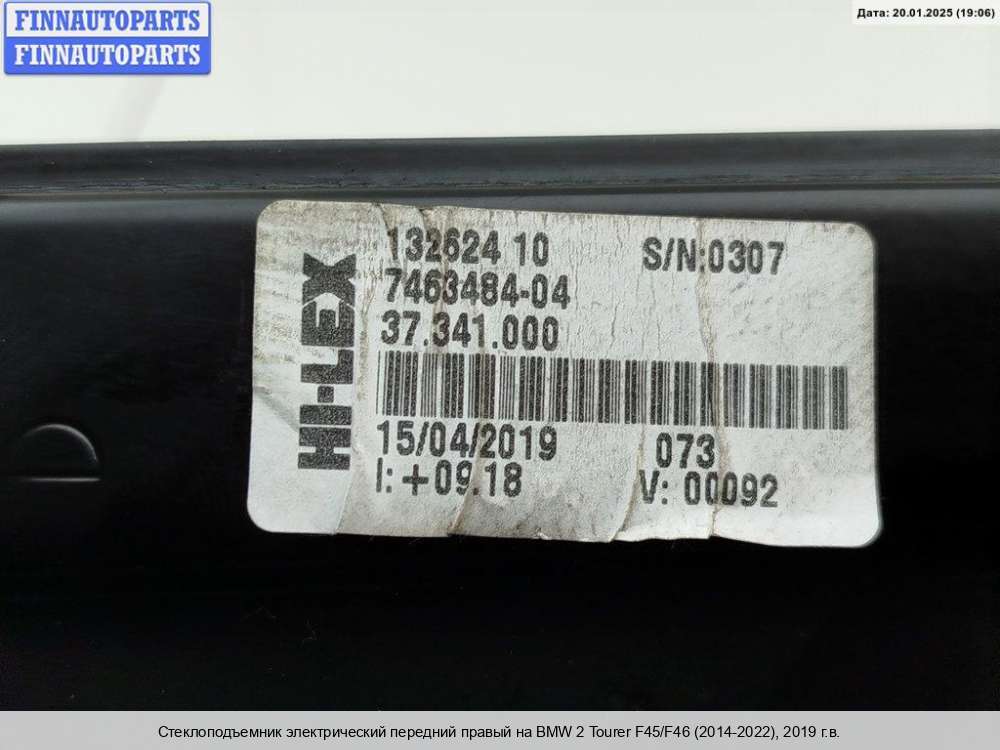 FINNAUTOPARTS
FINNAUTOPARTS
Дата: 20.01.2025 (19:06)
HI-LEX
132624 10 S/N:0307
7463484-04
37.341.000
15/04/2019 073
I: +09.18 V: 00092
Стеклоподъемник электрический передний правый на BMW 2 Tourer F45/F46 (2014-2022), 2019 г.в.